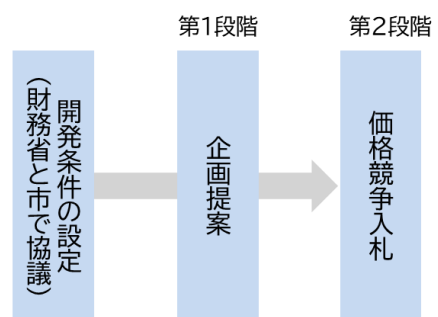 第1段階
第2段階
開発条件の設定
（財務省と市で協議）
企画提案
価格競争入札